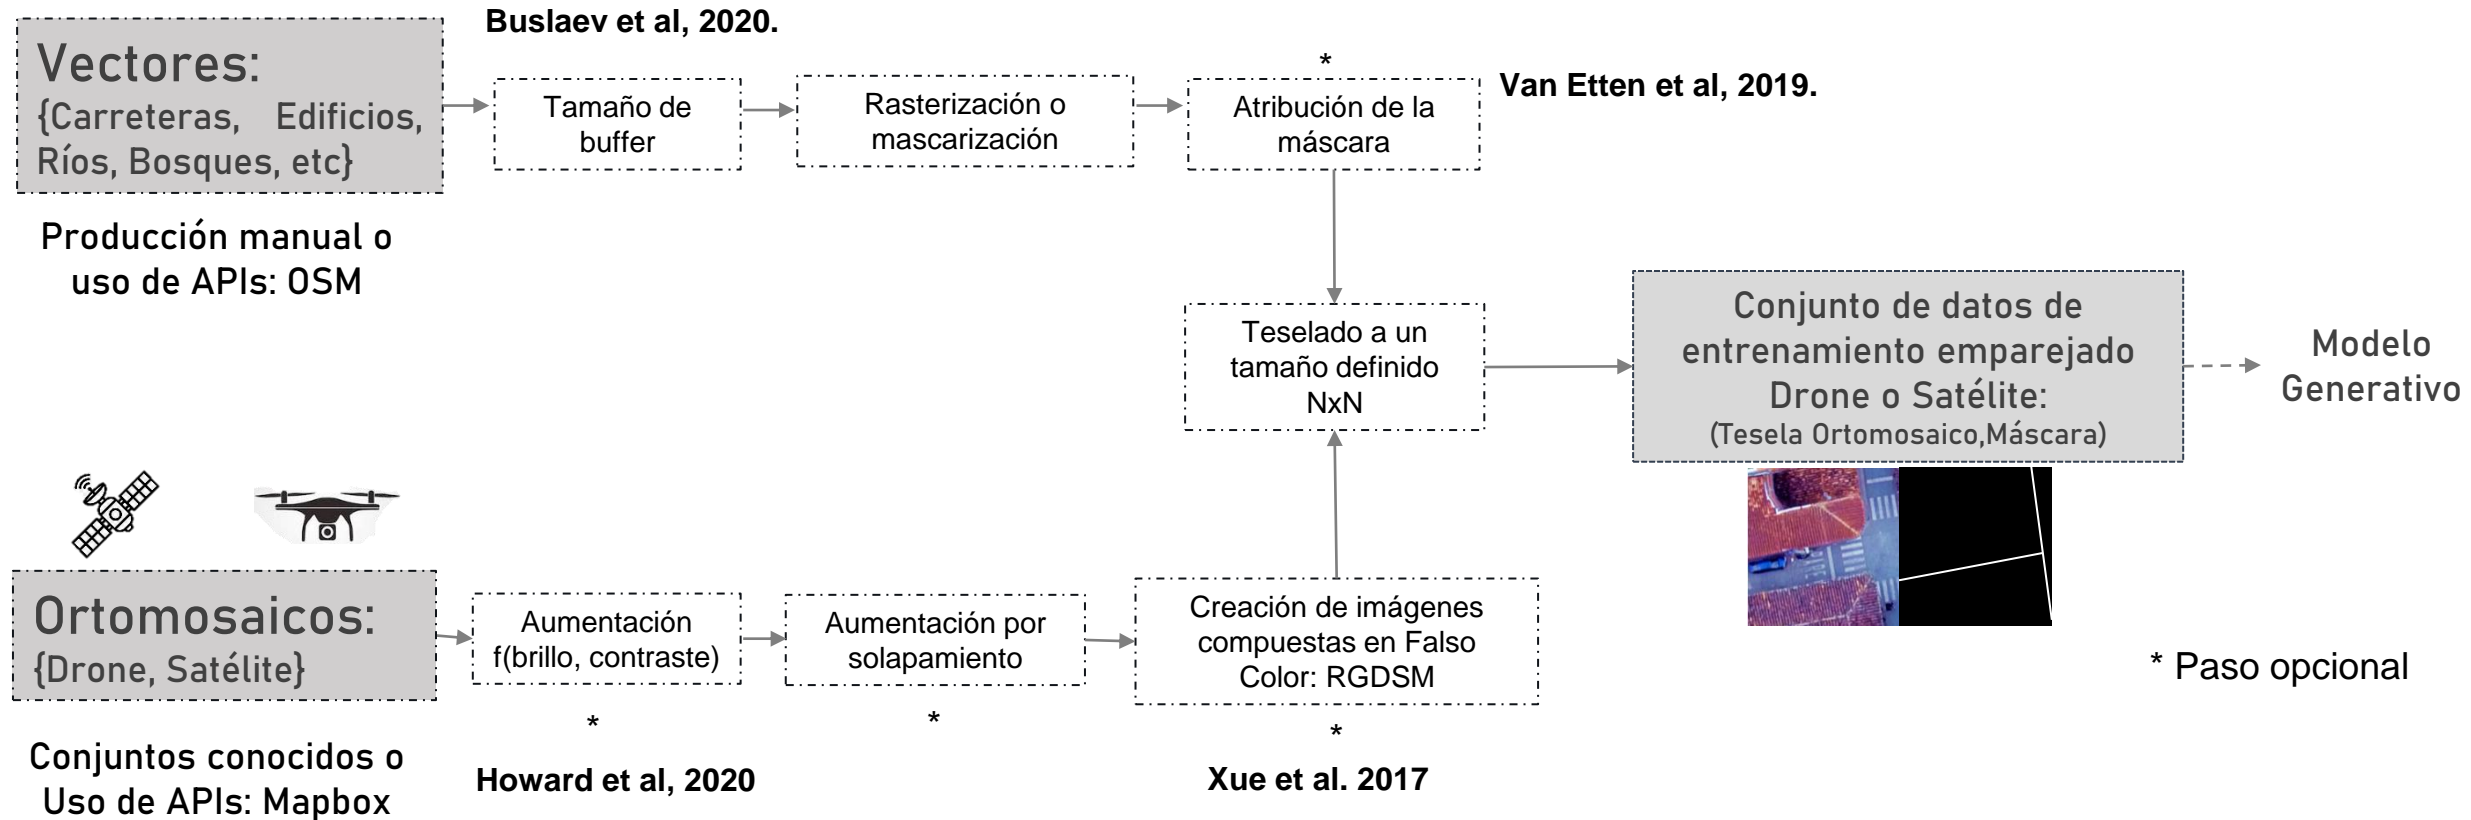 Buslaev et al, 2020.
Vectores:
{Carreteras, Edificios,
Ríos, Bosques, etc}
Tamaño de
buffer
Rasterización o
mascarización
*
Atribución de la
máscara
Van Etten et al, 2019.
Producción manual o
uso de APIs: OSM
Teselado a un
tamaño definido
NxN
Conjunto de datos de
entrenamiento emparejado
Drone o Satélite:
(Tesela Ortomosaico,Máscara)
Modelo
Generativo
Ortomosaicos:
{Drone, Satélite}
Aumentación
f(brillo, contraste)
Aumentación por
solapamiento
Creación de imágenes
compuestas en Falso
Color: RGDSM
* Paso opcional
*
*
*
Conjuntos conocidos o
Uso de APIs: Mapbox
Howard et al, 2020
Xue et al. 2017